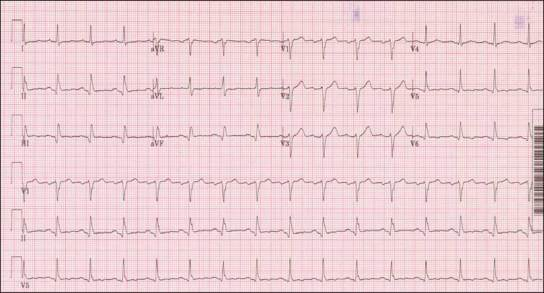 I aVR V1 V4
II aVL V2 V5
III aVF V3 V6
V1
II
V5